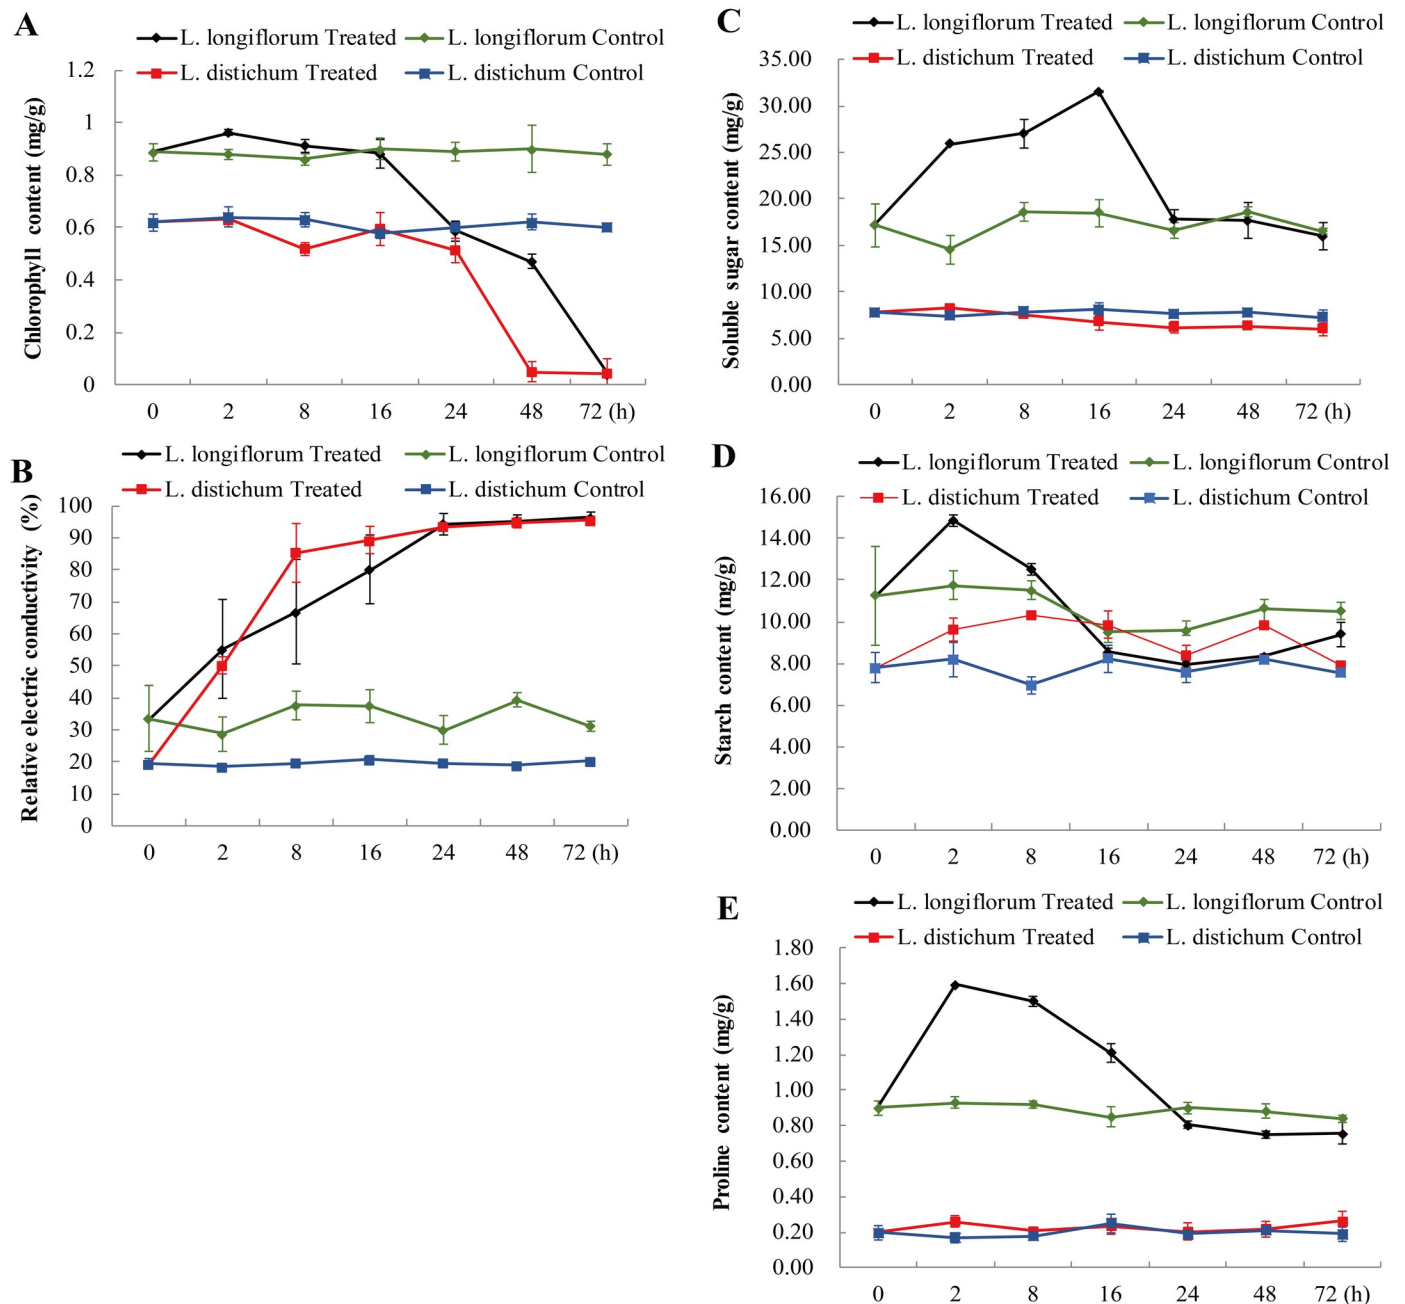 A
L. longiflorum Treated
L. longiflorum Control
L. distichum Treated
L. distichum Control
Chlorophyll content (mg/g)
1.2
1
0.8
0.6
0.4
0.2
0
0 2 8 16 24 48 72 (h)
B
L. longiflorum Treated
L. longiflorum Control
L. distichum Treated
L. distichum Control
Relative electric conductivity (%)
100
90
80
70
60
50
40
30
20
10
0
0 2 8 16 24 48 72 (h)
C
L. longiflorum Treated
L. longiflorum Control
L. distichum Treated
L. distichum Control
Soluble sugar content (mg/g)
35.00
30.00
25.00
20.00
15.00
10.00
5.00
0.00
0 2 8 16 24 48 72 (h)
D
L. longiflorum Treated
L. longiflorum Control
L. distichum Treated
L. distichum Control
Starch content (mg/g)
16.00
14.00
12.00
10.00
8.00
6.00
4.00
2.00
0.00
0 2 8 16 24 48 72 (h)
E
L. longiflorum Treated
L. longiflorum Control
L. distichum Treated
L. distichum Control
Proline content (mg/g)
1.80
1.60
1.40
1.20
1.00
0.80
0.60
0.40
0.20
0.00
0 2 8 16 24 48 72 (h)